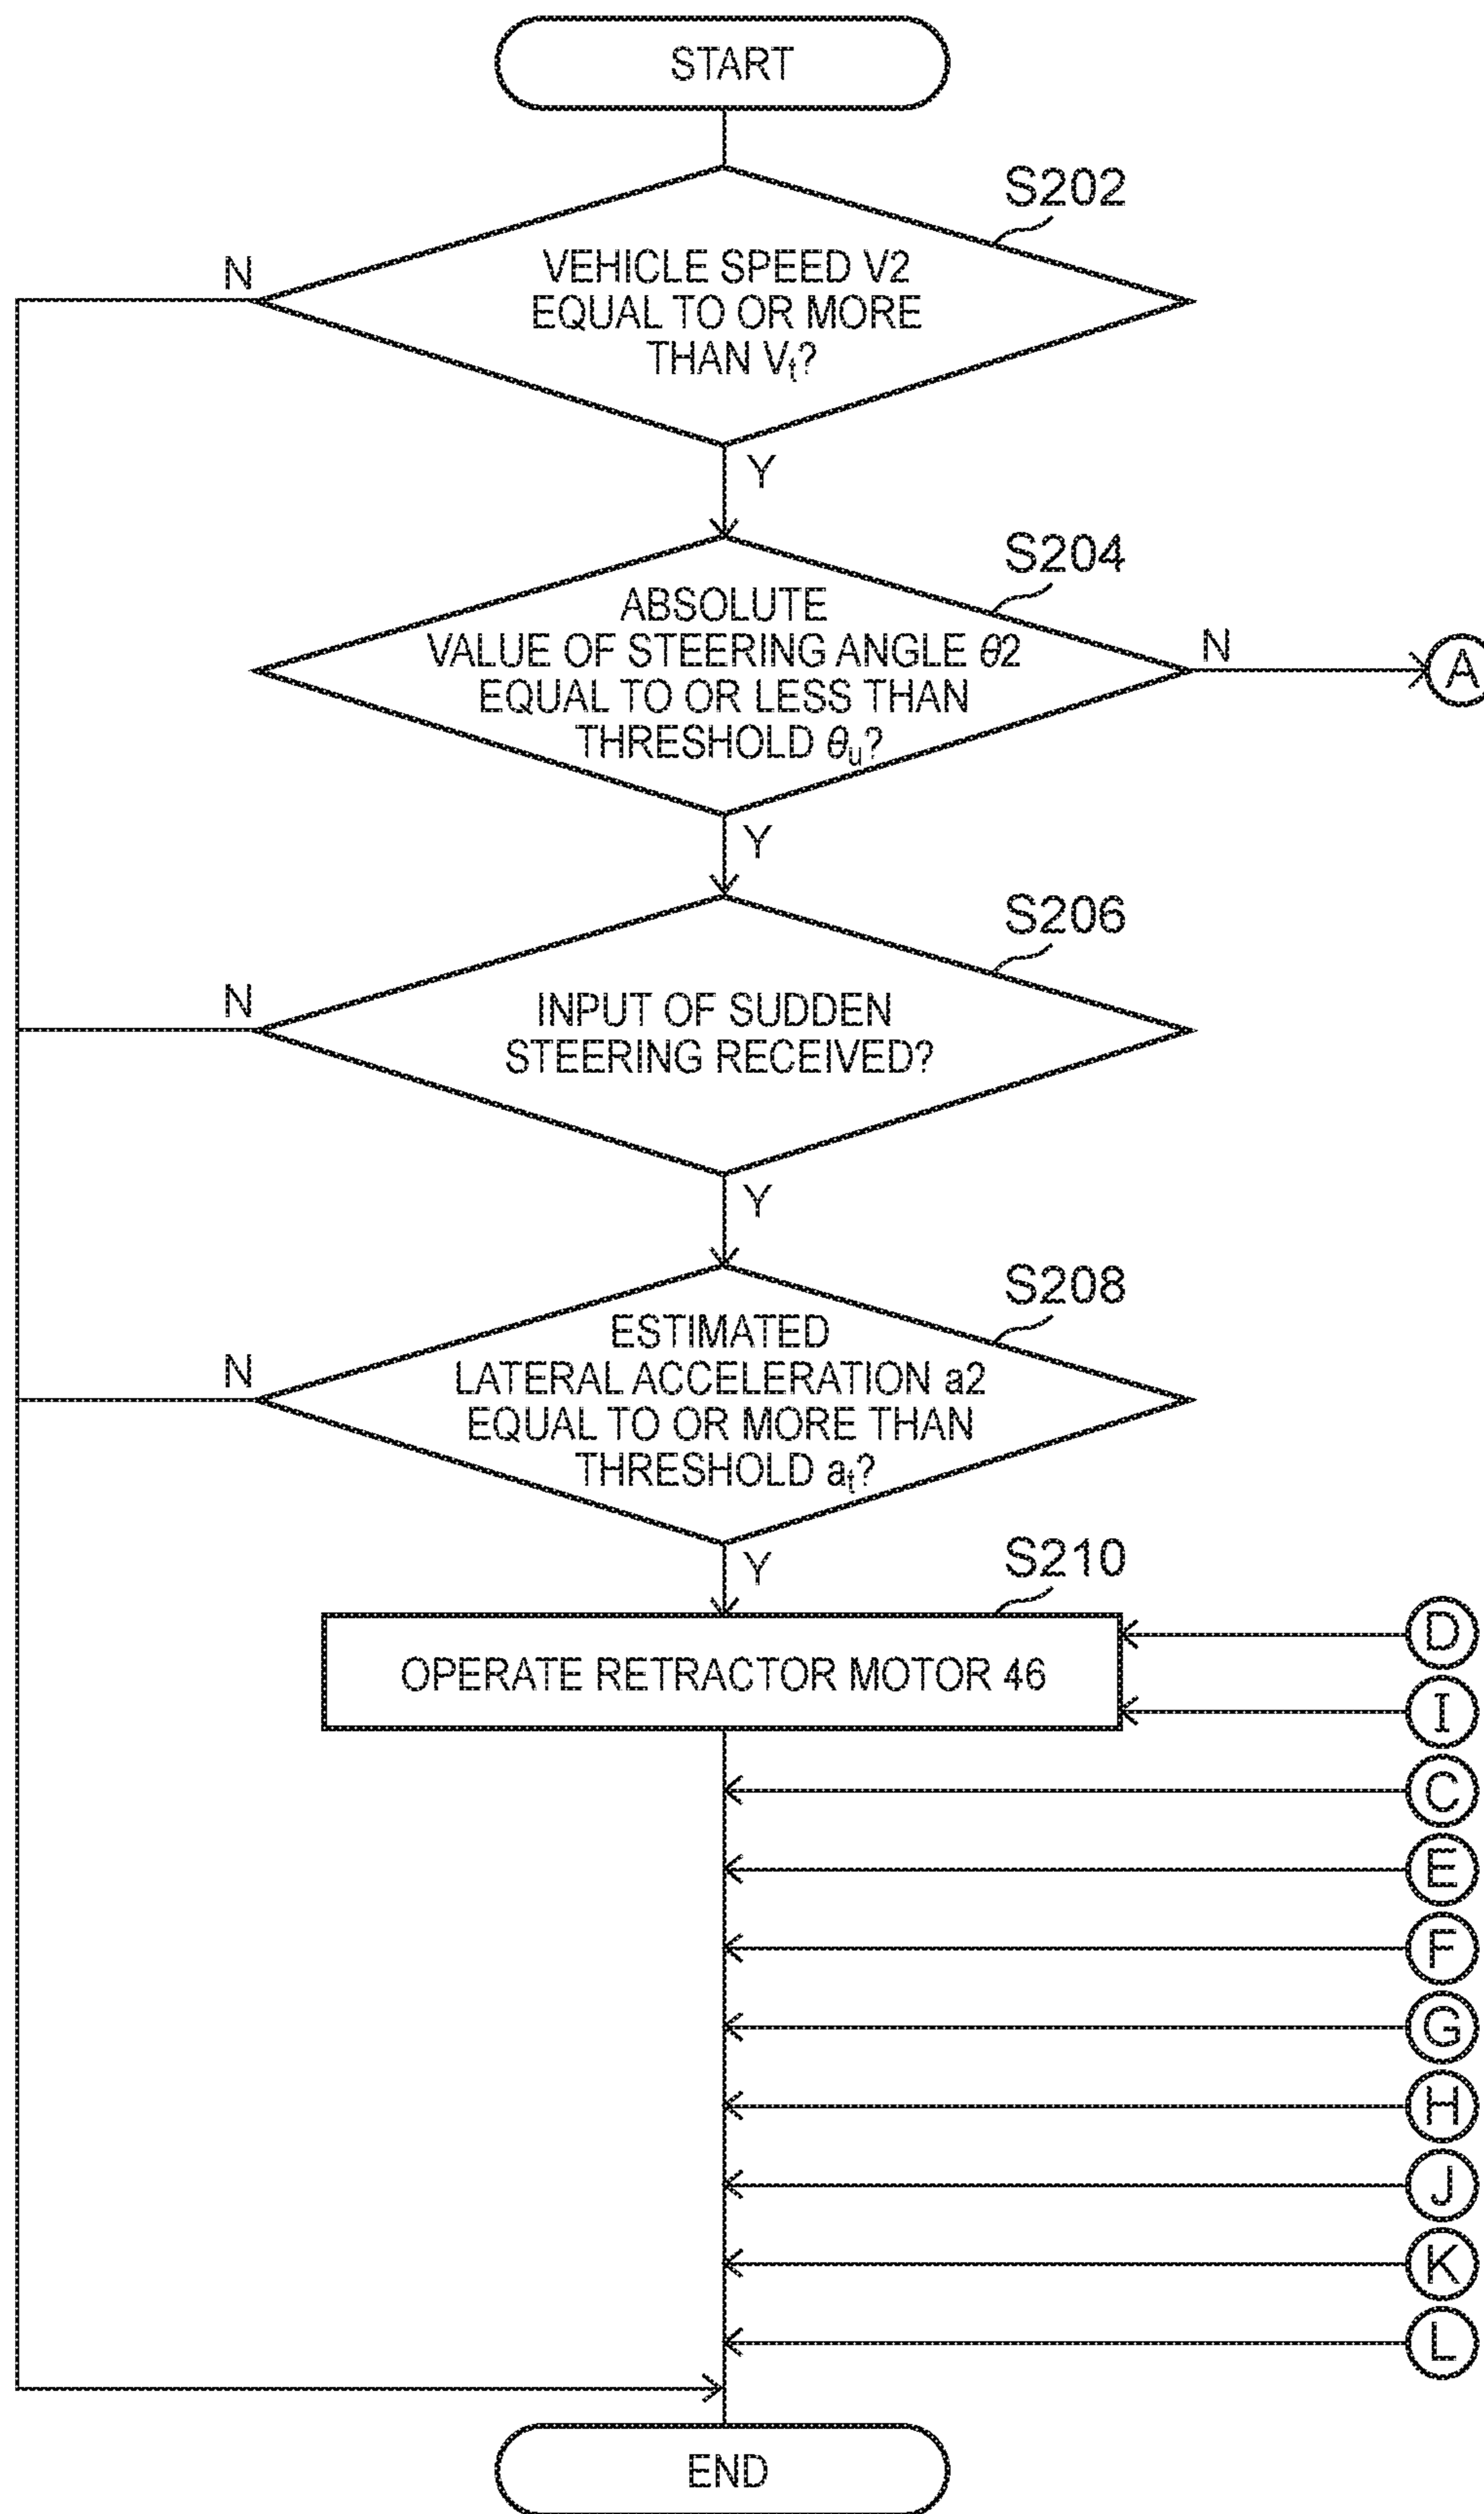 START
S202
N
VEHICLE SPEED V2
EQUAL TO OR MORE
THAN Vt?
Y
S204
ABSOLUTE
VALUE OF STEERING ANGLE θ2
EQUAL TO OR LESS THAN
THRESHOLD θu?
N
A
Y
S206
N
INPUT OF SUDDEN
STEERING RECEIVED?
Y
S208
N
ESTIMATED
LATERAL ACCELERATION a2
EQUAL TO OR MORE THAN
THRESHOLD at?
Y
S210
OPERATE RETRACTOR MOTOR 46
D
I
C
E
F
G
H
J
K
L
END